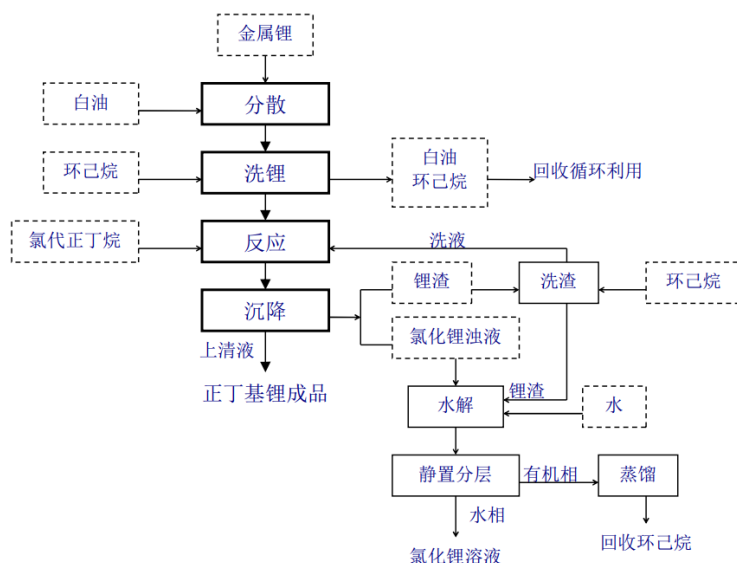 金属锂
白油
分散
环己烷
洗锂
白油
环己烷
回收循环利用
氯代正丁烷
反应
洗液
锂渣
洗渣
环己烷
沉降
氯化锂浊液
上清液
正丁基锂成品
锂渣
水解
水
静置分层
有机相
蒸馏
水相
氯化锂溶液
回收环己烷